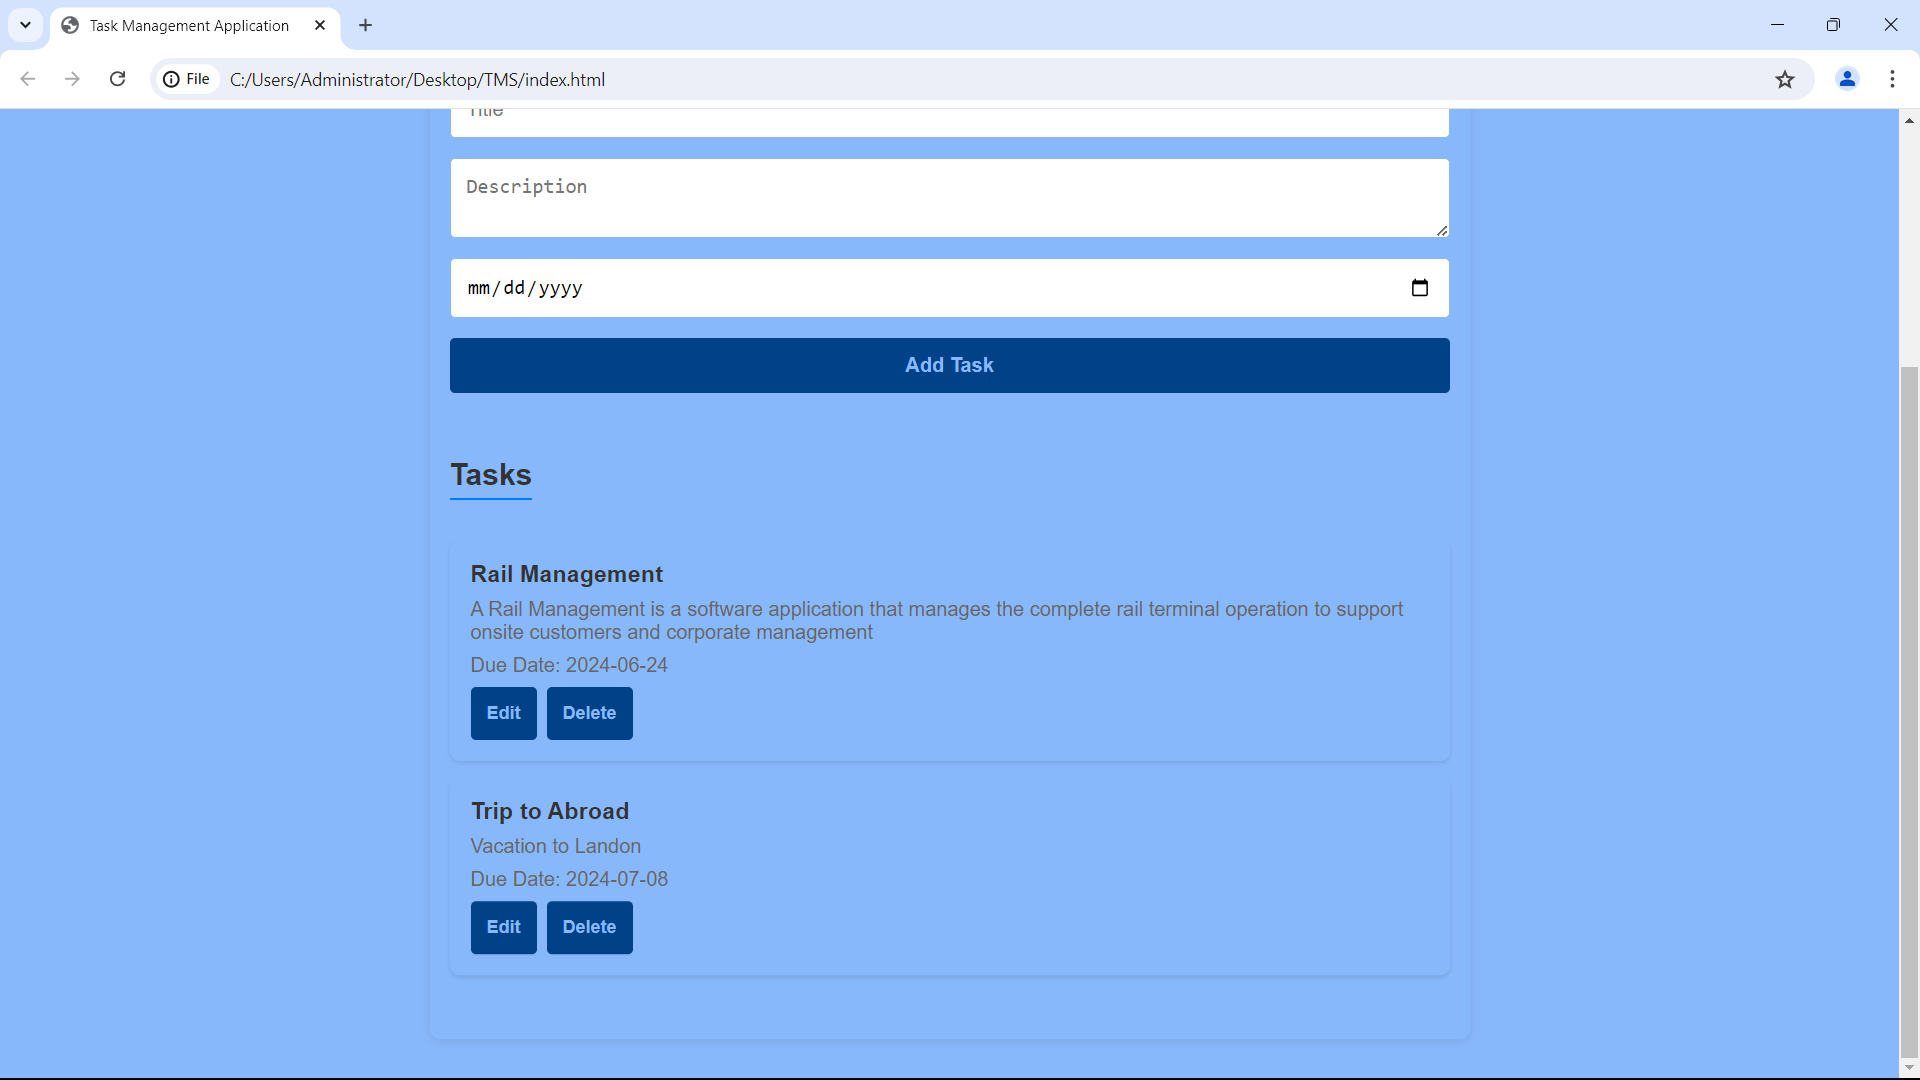 Task Management Application
File C:/Users/Administrator/Desktop/TMS/index.html
Title
Description
mm/dd/yyyy
Add Task
Tasks
Rail Management
A Rail Management is a software application that manages the complete rail terminal operation to support
onsite customers and corporate management
Due Date: 2024-06-24
Edit Delete
Trip to Abroad
Vacation to Landon
Due Date: 2024-07-08
Edit Delete